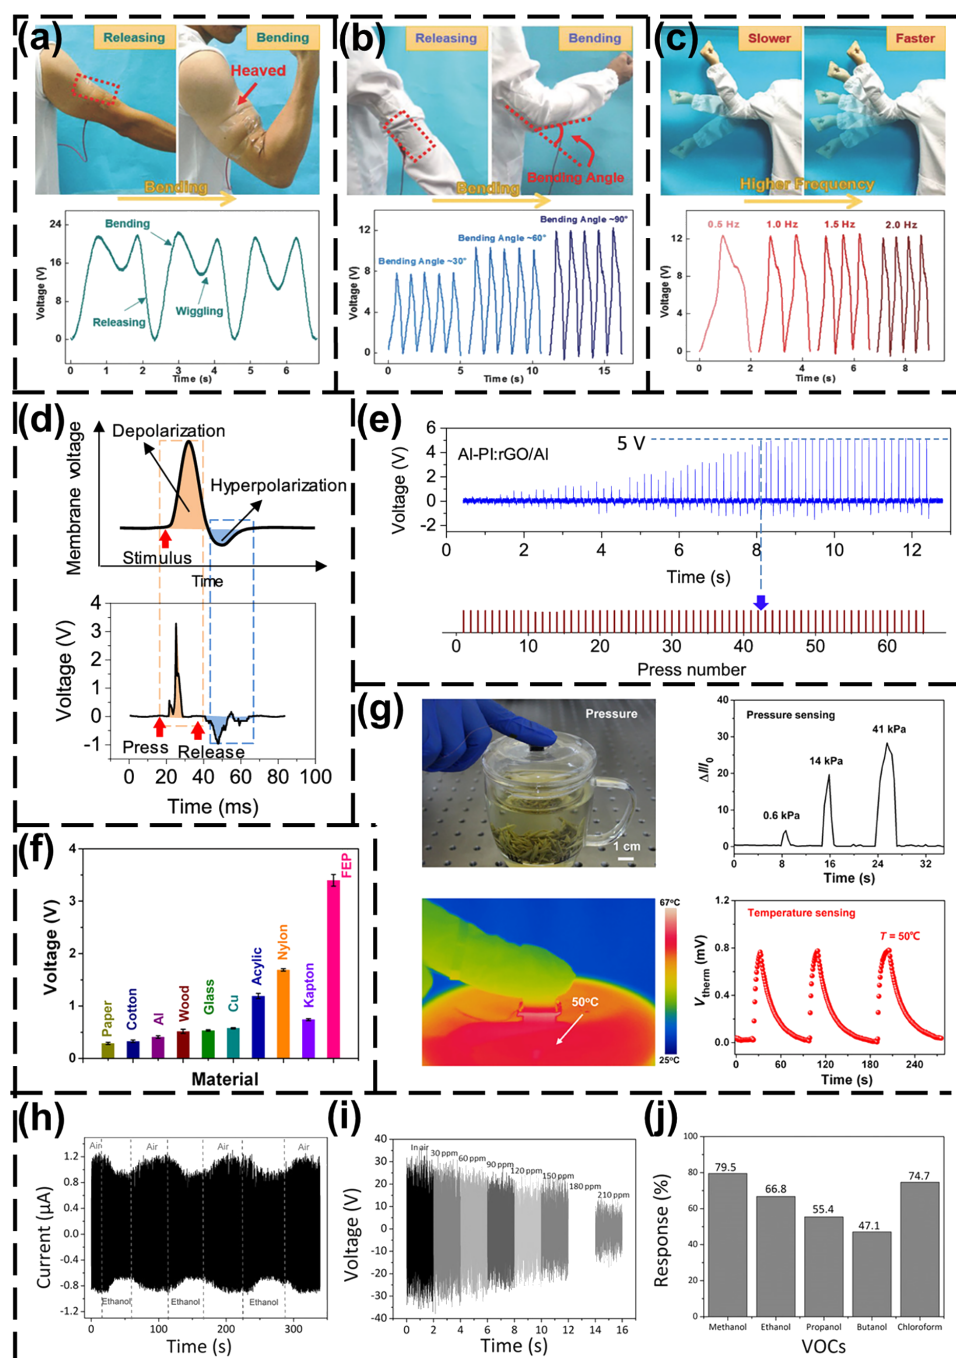 (a)
Releasing
Bending
Heaved
Bending
24
16
8
0
Voltage (V)
Bending
Releasing
Wiggling
0 1 2 3 4 5 6
Time (s)
(b)
Releasing
Bending
Bending Angle
Bending
12
8
4
0
Voltage (V)
Bending Angle ~30°
Bending Angle ~60°
Bending Angle ~90°
0 5 10 15
Time (s)
(c)
Slower
Faster
Higher Frequency
12
8
4
0
Voltage (V)
0.5 Hz
1.0 Hz
1.5 Hz
2.0 Hz
0 2 4 6 8
Time (s)
(d)
Membrane voltage
Depolarization
Hyperpolarization
Stimulus
Time
4
3
2
1
0
-1
Voltage (V)
Press
Release
0 20 40 60 80 100
Time (ms)
(e)
6
4
2
0
-2
Voltage (V)
Al-PI:rGO/Al
5 V
0 2 4 6 8 10 12
Time (s)
0 10 20 30 40 50 60
Press number
(f)
4
3
2
1
0
Voltage (V)
Paper
Cotton
Al
Wood
Glass
Cu
Acylic
Nylon
Kapton
FEP
Material
(g)
Pressure
1 cm
40
30
20
10
0
ΔI/I0
Pressure sensing
0.6 kPa
14 kPa
41 kPa
0 8 16 24 32
Time (s)
67°C
50°C
25°C
1.2
0.8
0.4
0.0
Vtherm (mV)
Temperature sensing
T = 50℃
0 60 120 180 240
Time (s)
(h)
1.2
0.8
0.4
0.0
-0.4
-0.8
-1.2
Current (μA)
Air
Air
Air
Air
Ethanol
Ethanol
Ethanol
0 100 200 300
Time (s)
(i)
40
30
20
10
0
-10
-20
-30
-40
Voltage (V)
In air
30 ppm
60 ppm
90 ppm
120 ppm
150 ppm
180 ppm
210 ppm
0 2 4 6 8 10 12 14 16
Time (s)
(j)
100
80
60
40
20
0
Response (%)
79.5
66.8
55.4
47.1
74.7
Methanol Ethanol Propanol Butanol Chloroform
VOCs